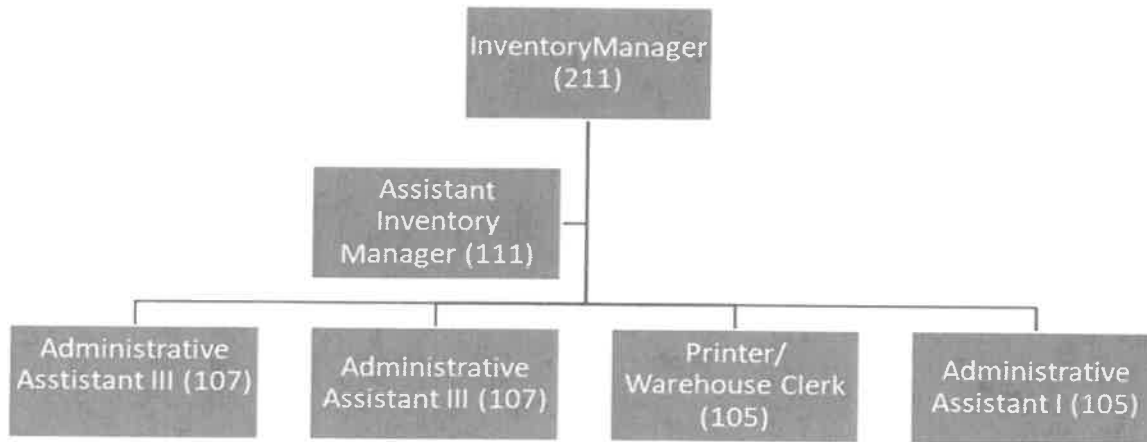 InventoryManager
(211)
Assistant
Inventory
Manager (111)
Administrative
Asstistant III (107)
Administrative
Assistant III (107)
Printer/
Warehouse Clerk
(105)
Administrative
Assistant I (105)